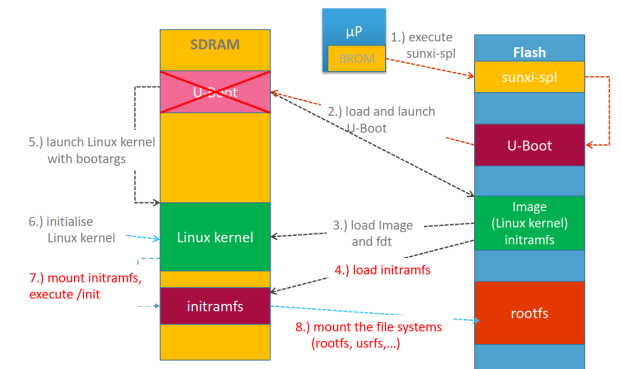 SDRAM
µP
BROM
1.) execute
sunxi-spl
Flash
sunxi-spl
U-Boot
2.) load and launch
U-Boot
U-Boot
5.) launch Linux kernel
with bootargs
Image
(Linux kernel)
initramfs
6.) initialise
Linux kernel
Linux kernel
3.) load Image
and fdt
7.) mount initramfs,
execute /init
4.) load initramfs
initramfs
rootfs
8.) mount the file systems
(rootfs, usrfs,...)